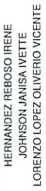 HERNANDEZ REBOSO IRENE
JOHNSON JANISA IVETTE
LORENZO LOPEZ OLIVERIO VICENTE